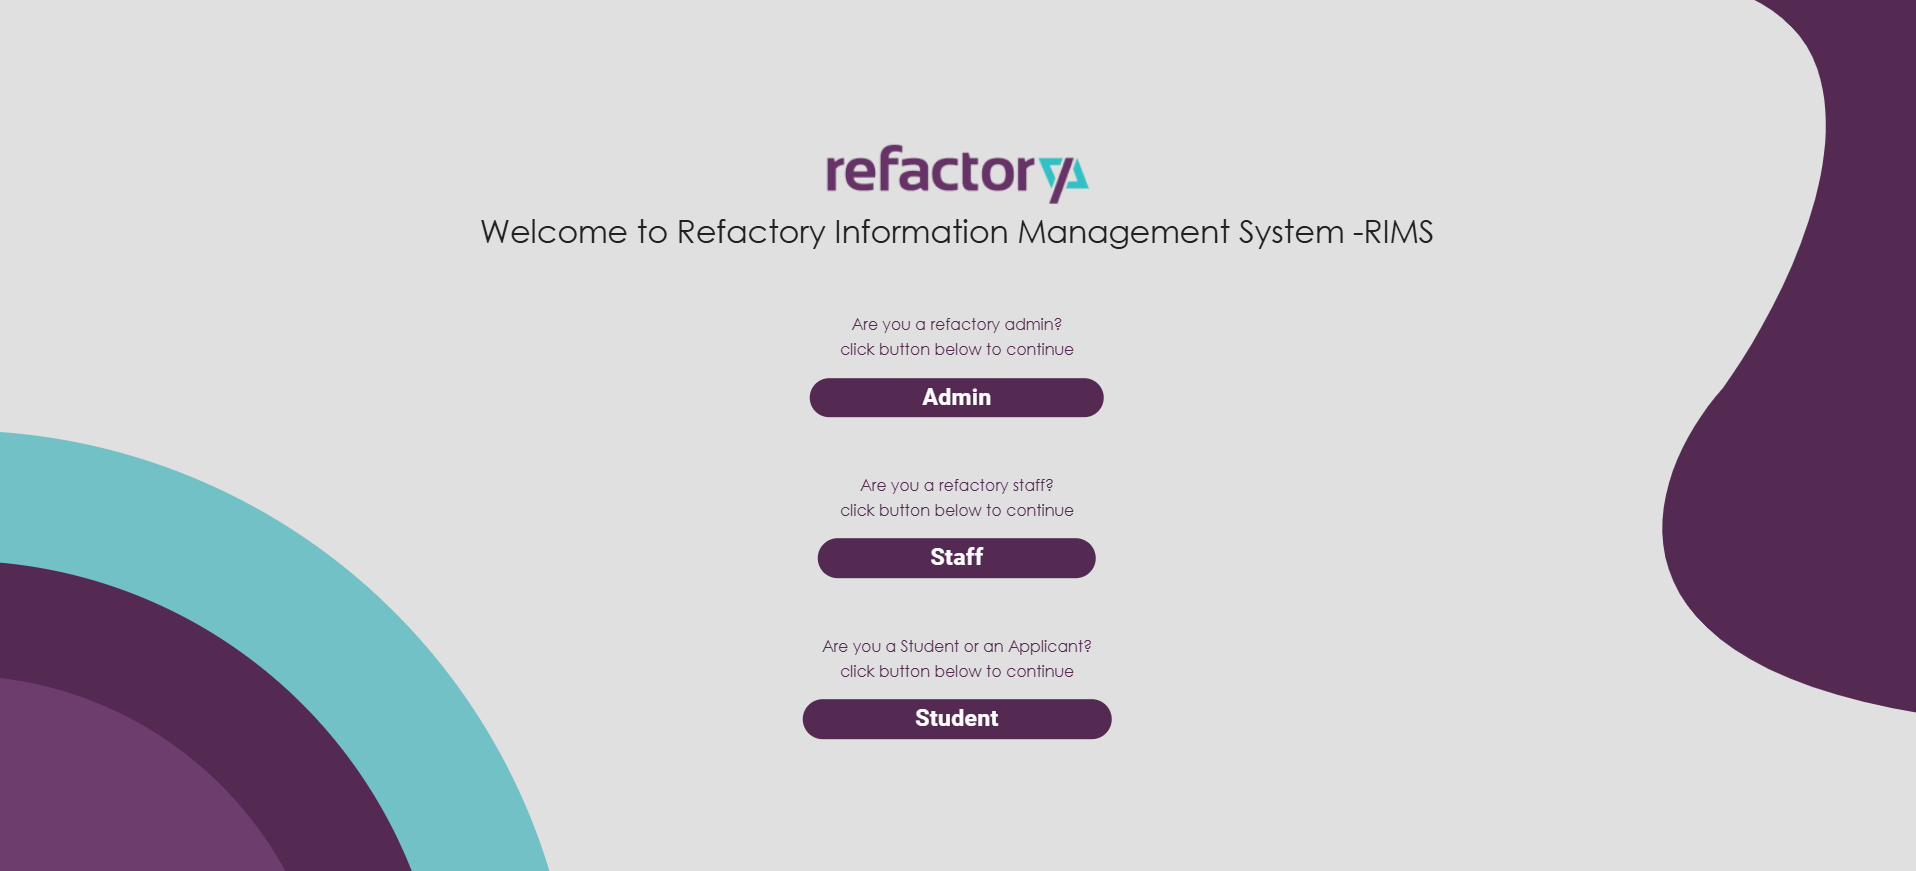 refactory
Welcome to Refactory Information Management System -RIMS
Are you a refactory admin?
click button below to continue
Admin
Are you a refactory staff?
click button below to continue
Staff
Are you a Student or an Applicant?
click button below to continue
Student